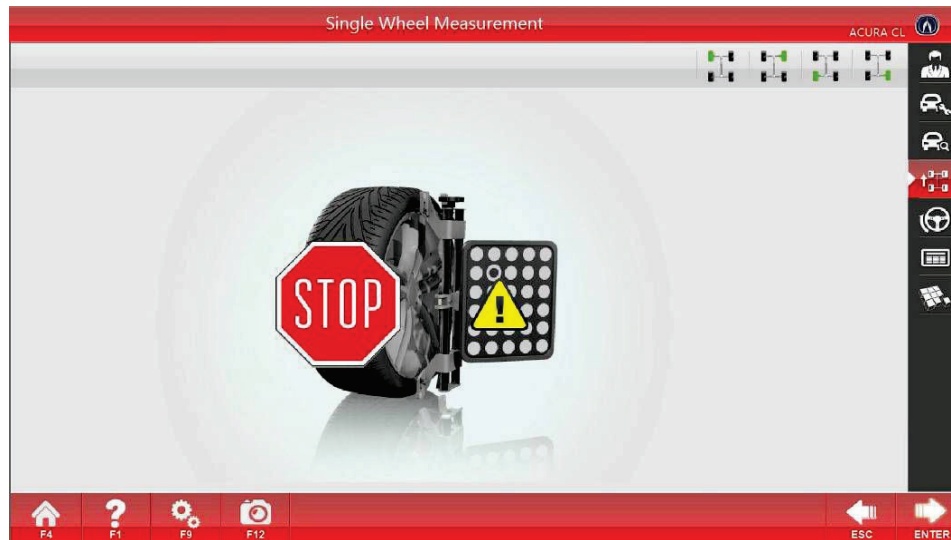 Single Wheel Measurement
ACURA CL
STOP
F4
F1
F9
F12
ESC
ENTER